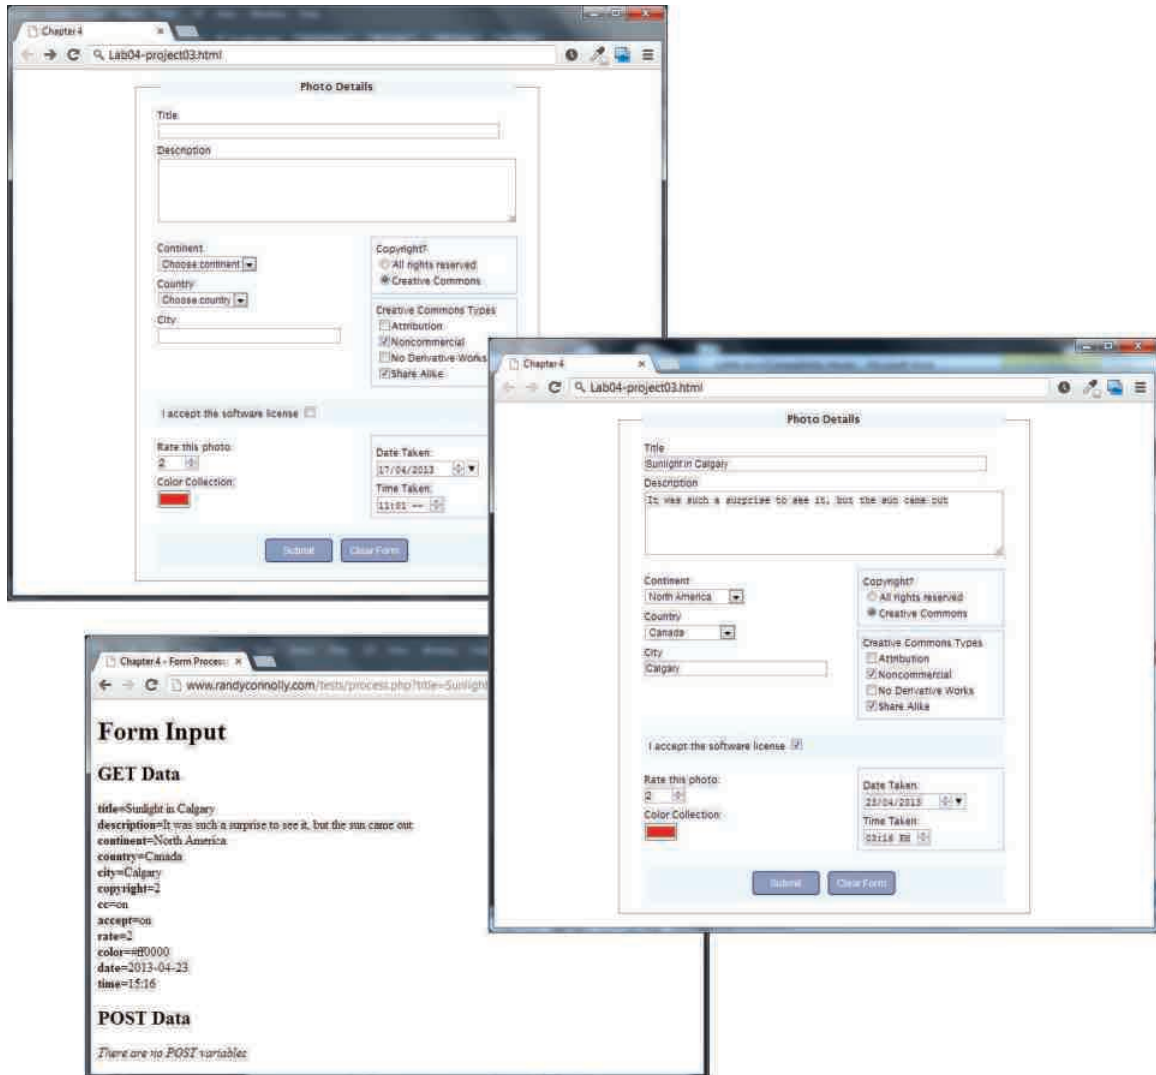 Chapter 4
Lab04-project03.html
Photo Details
Title
Description
Continent
Choose continent
Country
Choose country
City
Copyright?
All rights reserved
Creative Commons
Creative Commons Types
Attribution
Noncommercial
No Derivative Works
Share Alike
I accept the software license
Rate this photo:
2
Color Collection:
Date Taken:
17/04/2013
Time Taken:
11:01 --
Submit
Clear Form
Chapter 4
Lab04-project03.html
Photo Details
Title
Sunlight in Calgary
Description
It was such a surprise to see it, but the sun came out
Continent
North America
Country
Canada
City
Calgary
Copyright?
All rights reserved
Creative Commons
Creative Commons Types
Attribution
Noncommercial
No Derivative Works
Share Alike
I accept the software license
Rate this photo:
2
Color Collection:
Date Taken:
23/04/2013
Time Taken:
03:16 PM
Submit
Clear Form
Chapter 4 - Form Process
www.randyconnolly.com/tests/process.php?title=Sunlight
Form Input
GET Data
title=Sunlight in Calgary
description=It was such a surprise to see it, but the sun came out
continent=North America
country=Canada
city=Calgary
copyright=2
cc=on
accept=on
rate=2
color=#ff0000
date=2013-04-23
time=15:16
POST Data
There are no POST variables